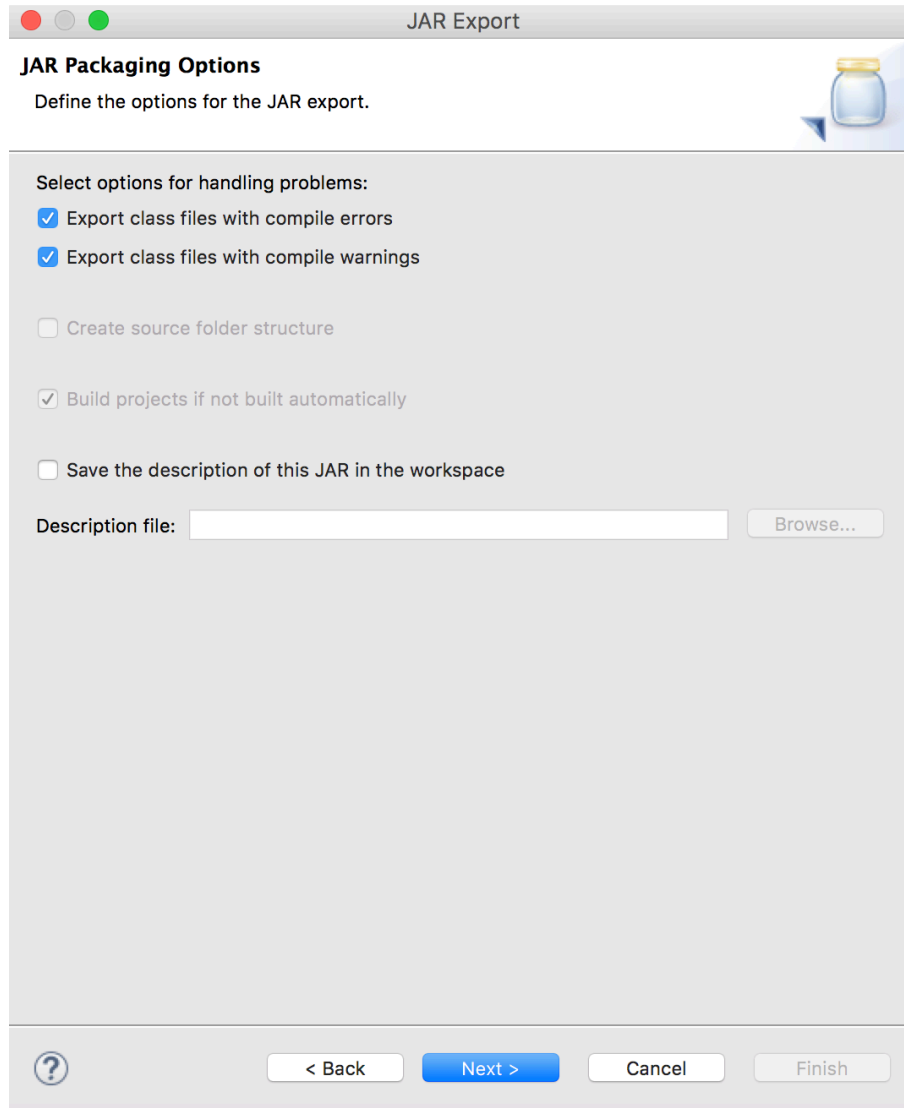 JAR Export
JAR Packaging Options
Define the options for the JAR export.
Select options for handling problems:
Export class files with compile errors
Export class files with compile warnings
Create source folder structure
Build projects if not built automatically
Save the description of this JAR in the workspace
Description file: Browse...
? < Back Next > Cancel Finish